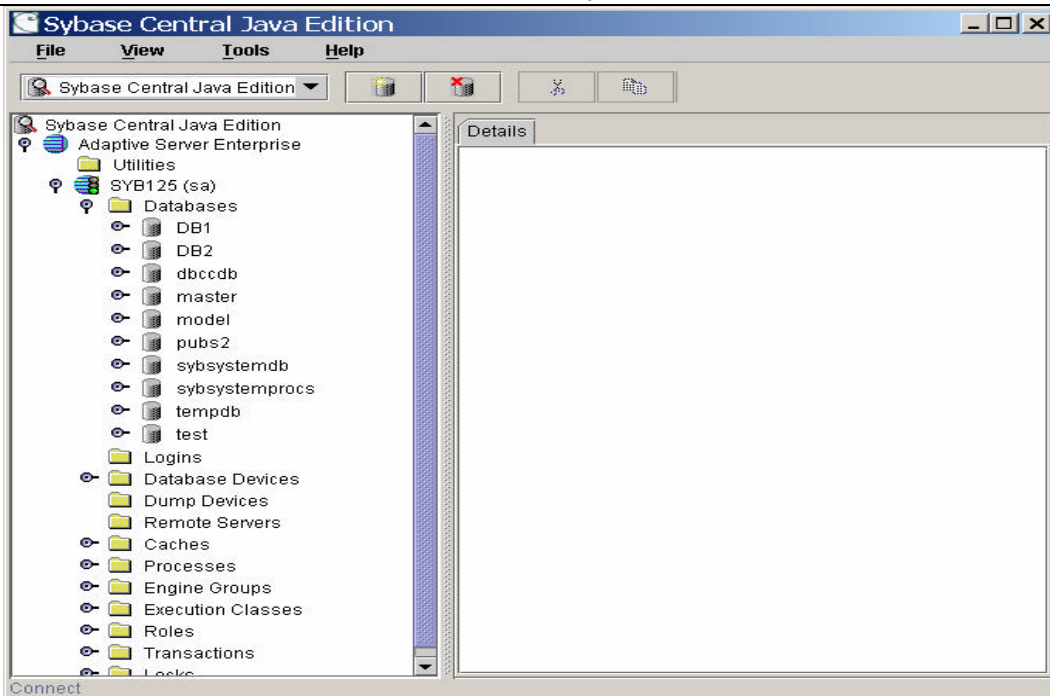 Sybase Central Java Edition
File View Tools Help
Sybase Central Java Edition
Sybase Central Java Edition
Details
Adaptive Server Enterprise
Utilities
SYB125 (sa)
Databases
DB1
DB2
dbccdb
master
model
pubs2
sybsystemdb
sybsystemprocs
tempdb
test
Logins
Database Devices
Dump Devices
Remote Servers
Caches
Processes
Engine Groups
Execution Classes
Roles
Transactions
Locks
Connect